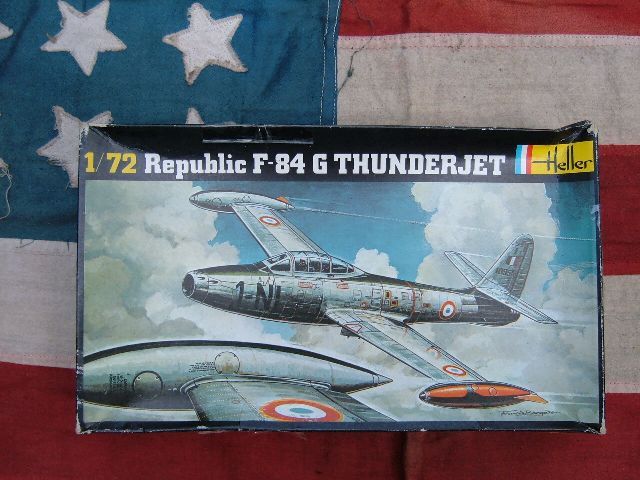 1/72 Republic F-84 G THUNDERJET
Heller
1-NI